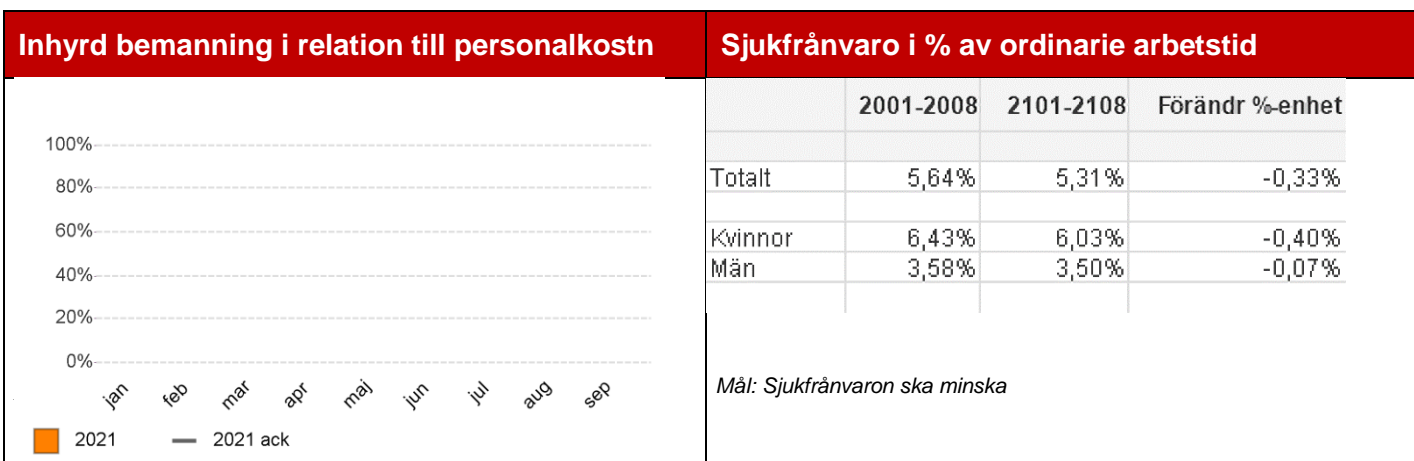 Inhyrd bemanning i relation till personalkostn
100%
80%
60%
40%
20%
0%
jan feb mar apr maj jun jul aug sep
2021 2021 ack
Sjukfrånvaro i % av ordinarie arbetstid
2001-2008 2101-2108 Förändr %-enhet
Totalt 5,64% 5,31% -0,33%
Kvinnor 6,43% 6,03% -0,40%
Män 3,58% 3,50% -0,07%
Mål: Sjukfrånvaron ska minska